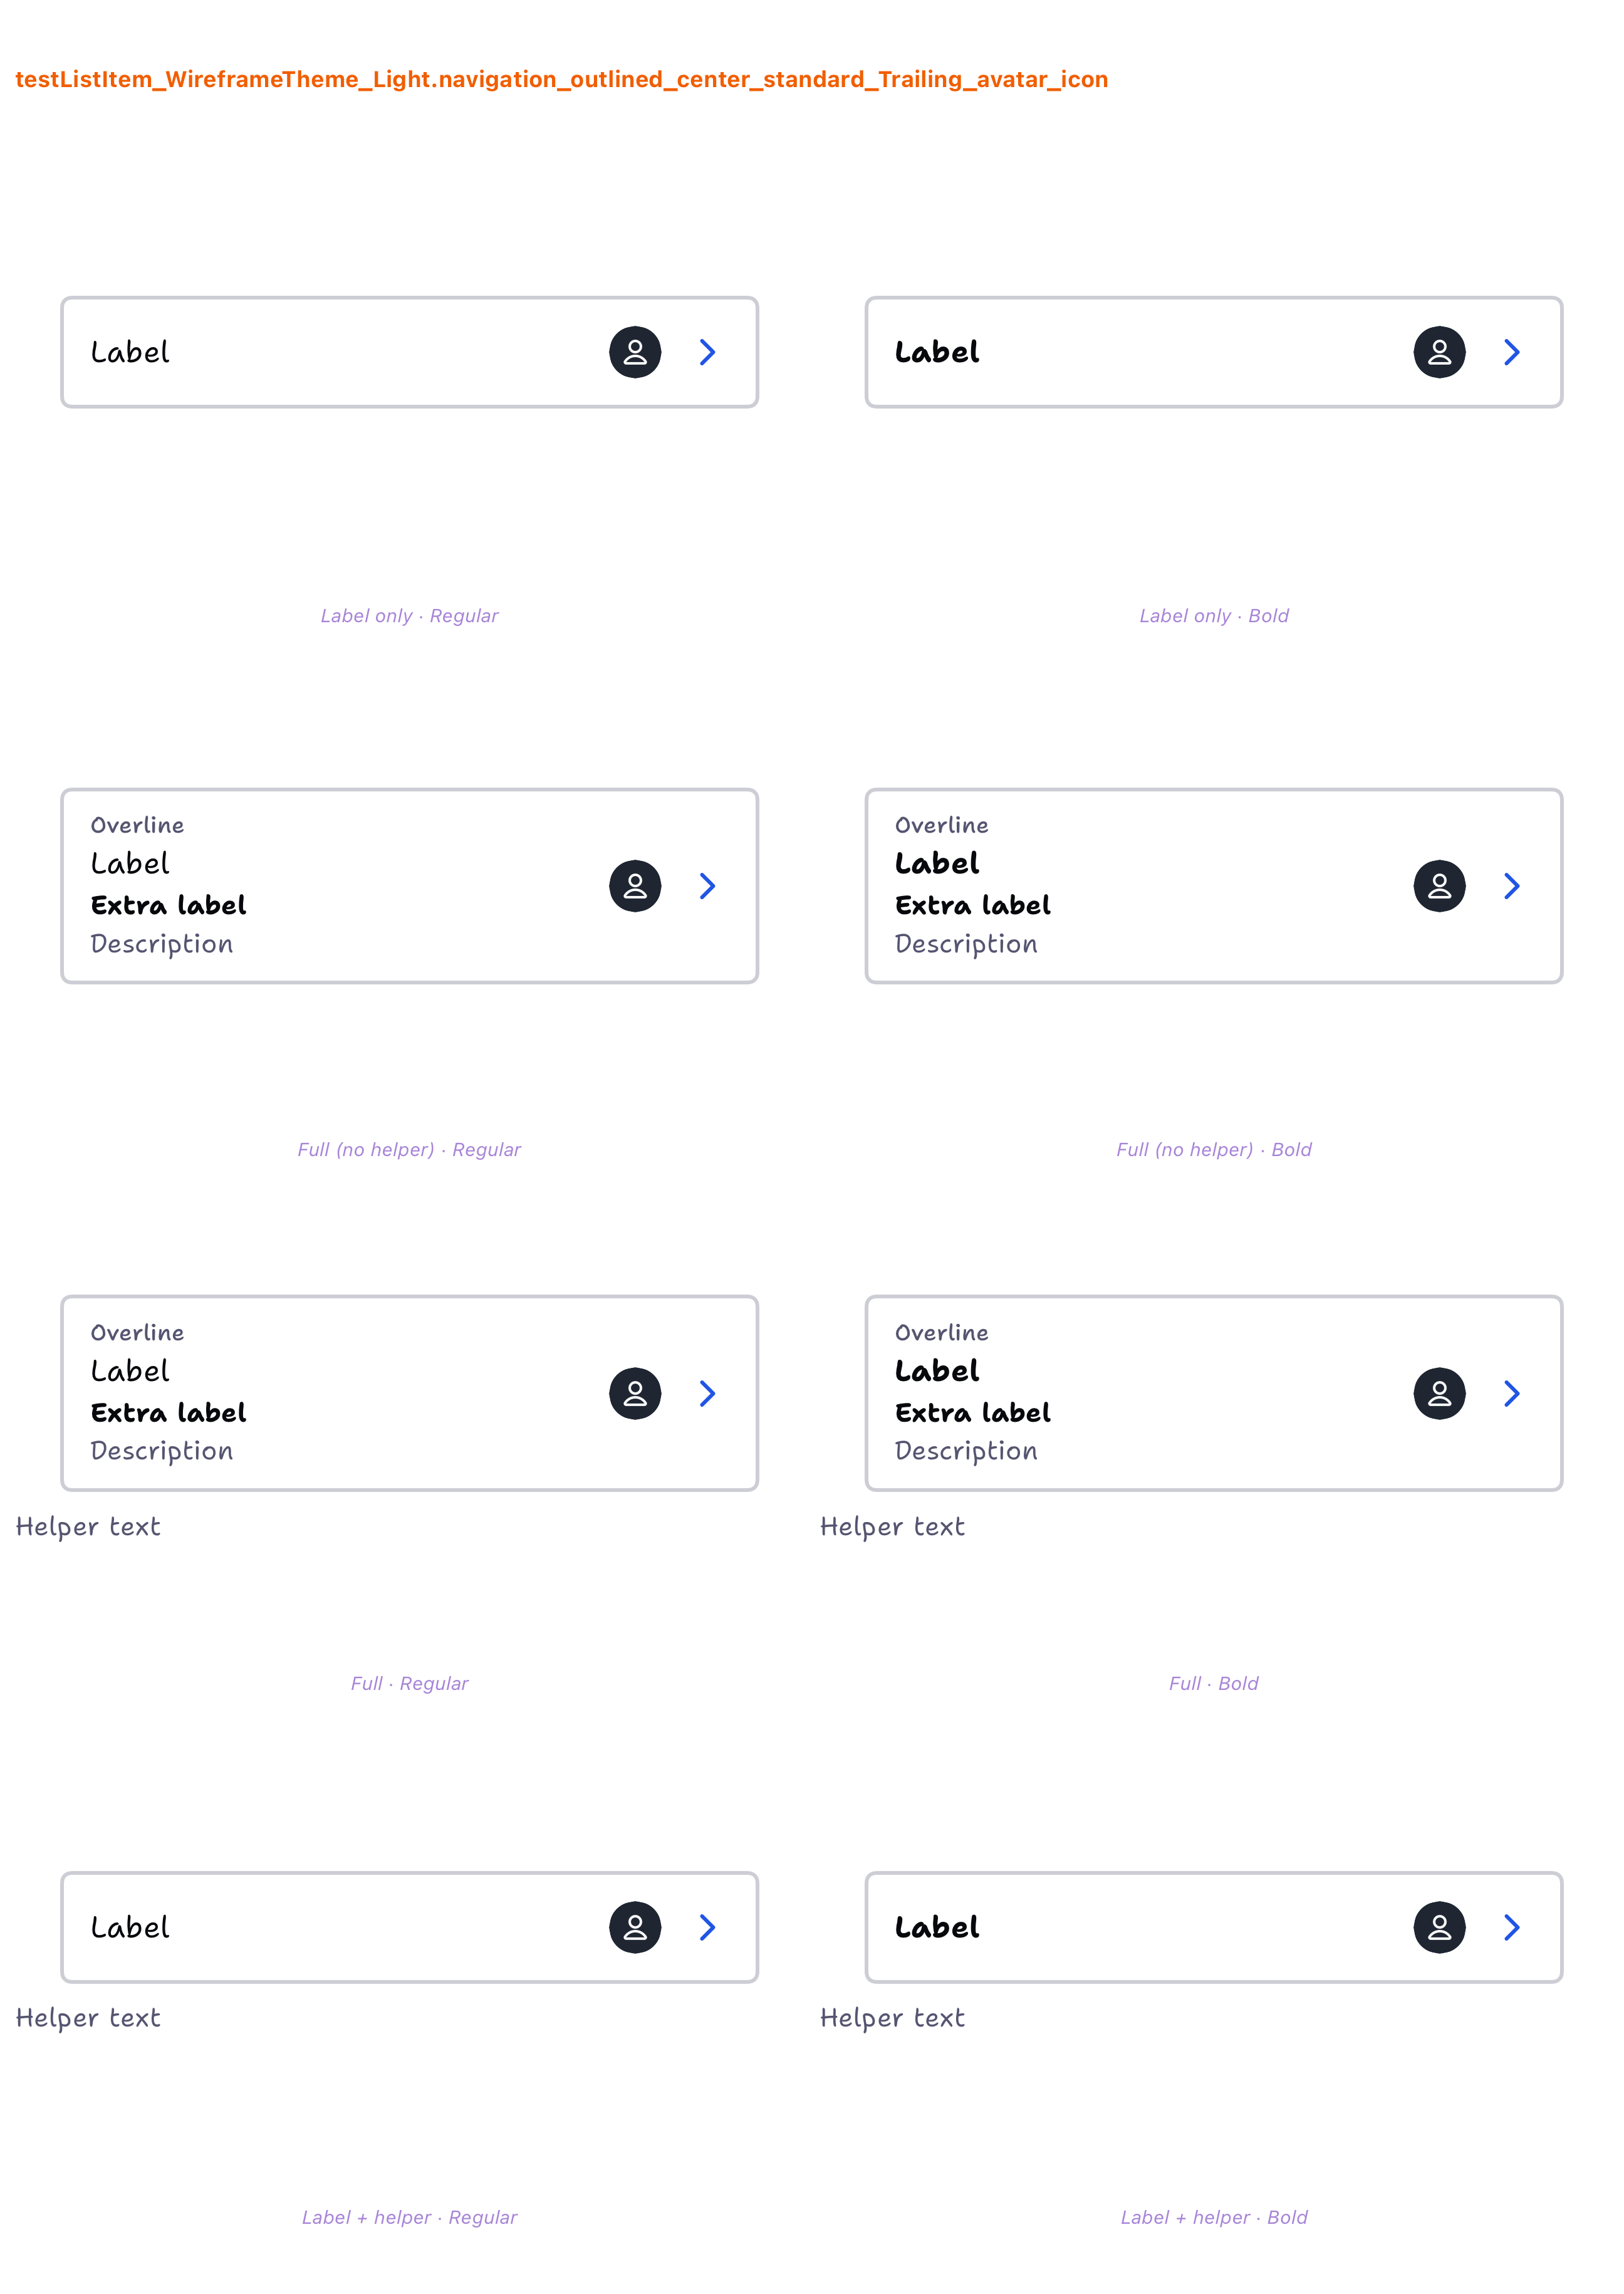 testListItem_WireframeTheme_Light.navigation_outlined_center_standard_Trailing_avatar_icon
Label
Label
Label only · Regular
Label only · Bold
Overline
Label
Extra label
Description
Overline
Label
Extra label
Description
Full (no helper) · Regular
Full (no helper) · Bold
Overline
Label
Extra label
Description
Helper text
Overline
Label
Extra label
Description
Helper text
Full · Regular
Full · Bold
Label
Helper text
Label
Helper text
Label + helper · Regular
Label + helper · Bold